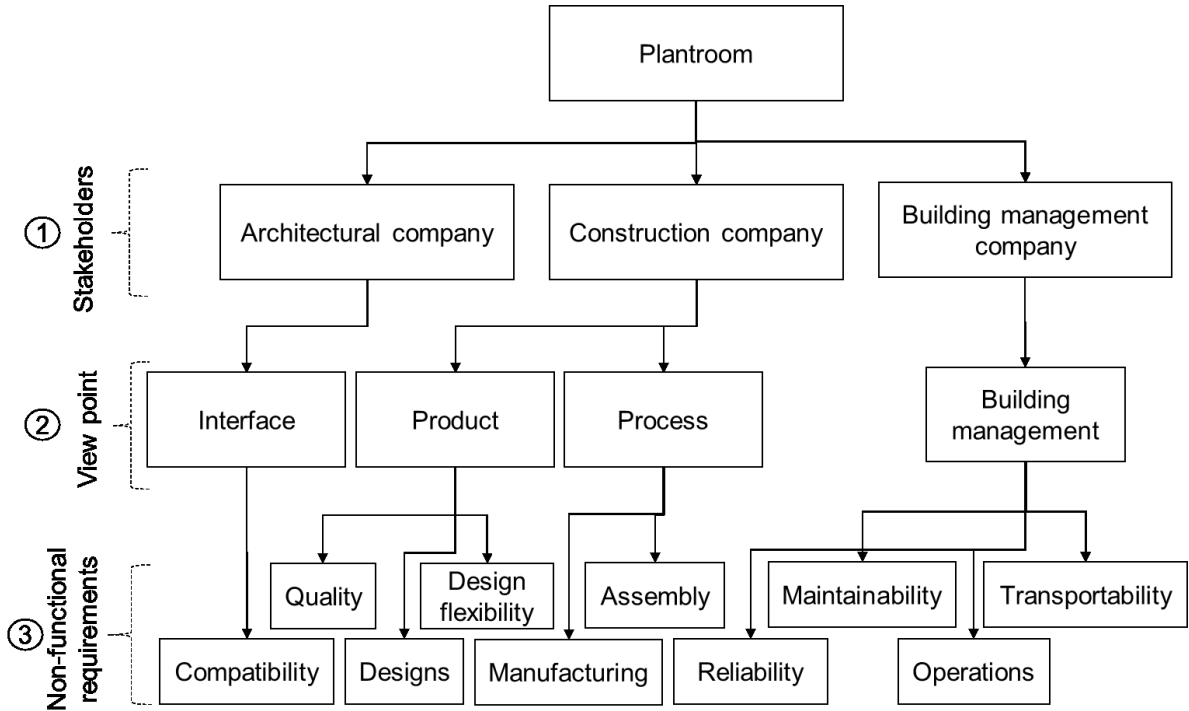 Plantroom
1
Stakeholders
Architectural company
Construction company
Building management
company
2
View point
Interface
Product
Process
Building
management
3
Non-functional
requirements
Quality
Design
flexibility
Assembly
Maintainability
Transportability
Compatibility
Designs
Manufacturing
Reliability
Operations